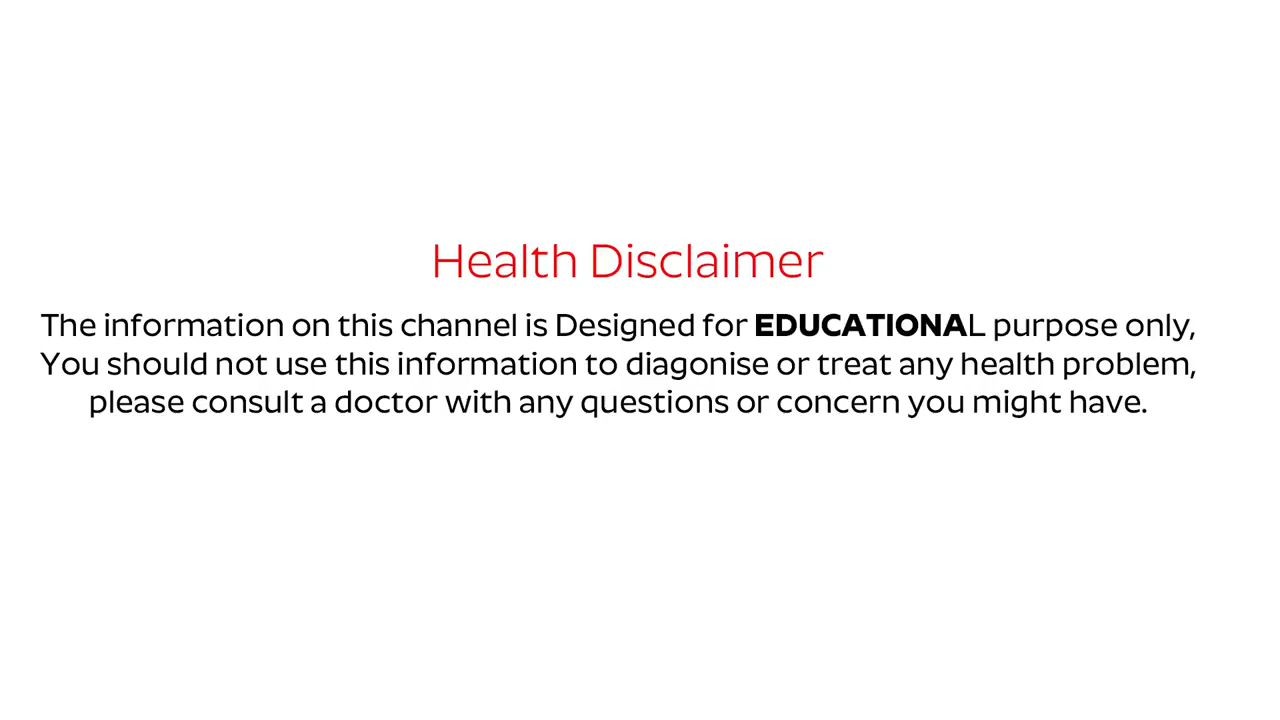 Health Disclaimer
The information on this channel is Designed for EDUCATIONAL purpose only,
You should not use this information to diagonise or treat any health problem,
please consult a doctor with any questions or concern you might have.